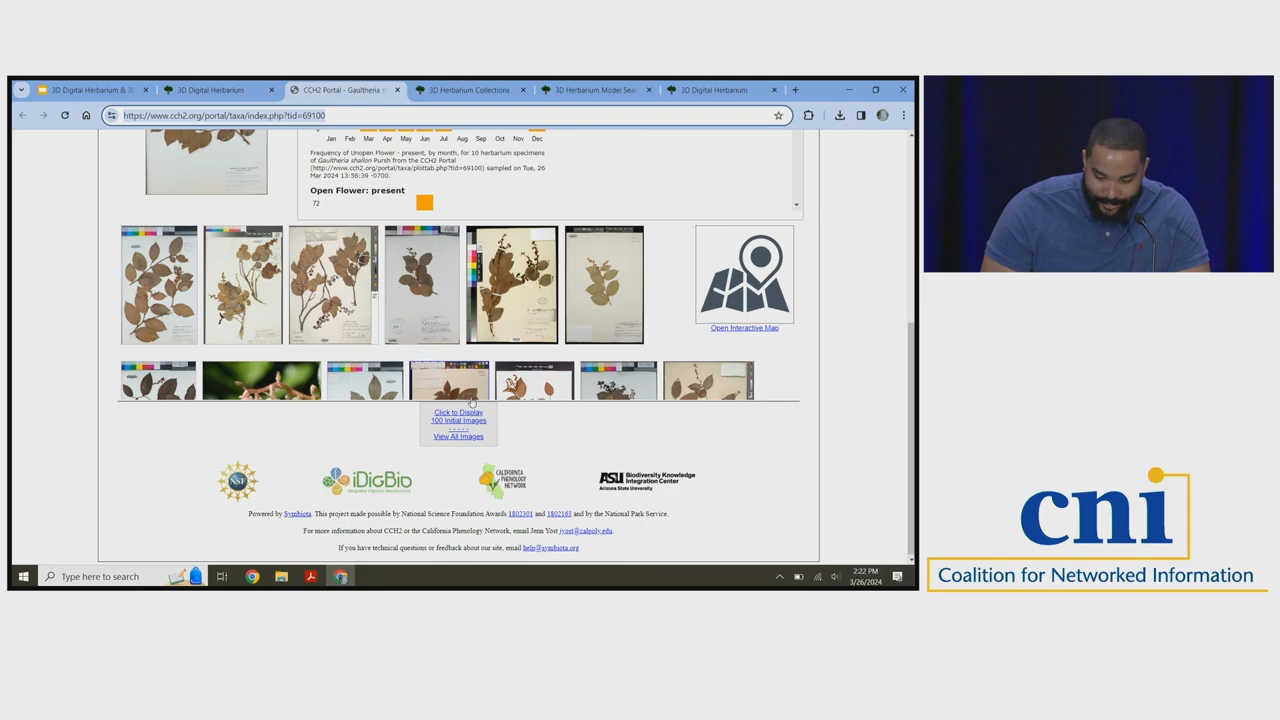 3D Digital Herbarium & 3D
3D Digital Herbarium
CCH2 Portal - Gaultheria sh
3D Herbarium Collections
3D Herbarium Model Sea
3D Digital Herbarium
https://www.cch2.org/portal/taxa/index.php?tid=69100
Jan Feb Mar Apr May Jun Jul Aug Sep Oct Nov Dec
Frequency of Unopen Flower - present, by month, for 10 herbarium specimens
of Gaultheria shallon Pursh from the CCH2 Portal
(http://www.cch2.org/portal/taxa/plottab.php?tid=69100) sampled on Tue, 26
Mar 2024 13:56:39 -0700.
Open Flower: present
72
Open Interactive Map
Click to Display
100 Initial Images
- - - - -
View All Images
NSF
iDigBio
CALIFORNIA
PHENOLOGY
NETWORK
ASU Biodiversity Knowledge
Integration Center
Arizona State University
Powered by Symbiota. This project made possible by National Science Foundation Awards 1802301 and 1802163 and by the National Park Service.
For more information about CCH2 or the California Phenology Network, email Jenn Yost jyost@calpoly.edu.
If you have technical questions or feedback about our site, email help@symbiota.org
Type here to search
2:22 PM
3/26/2024
cni
Coalition for Networked Information